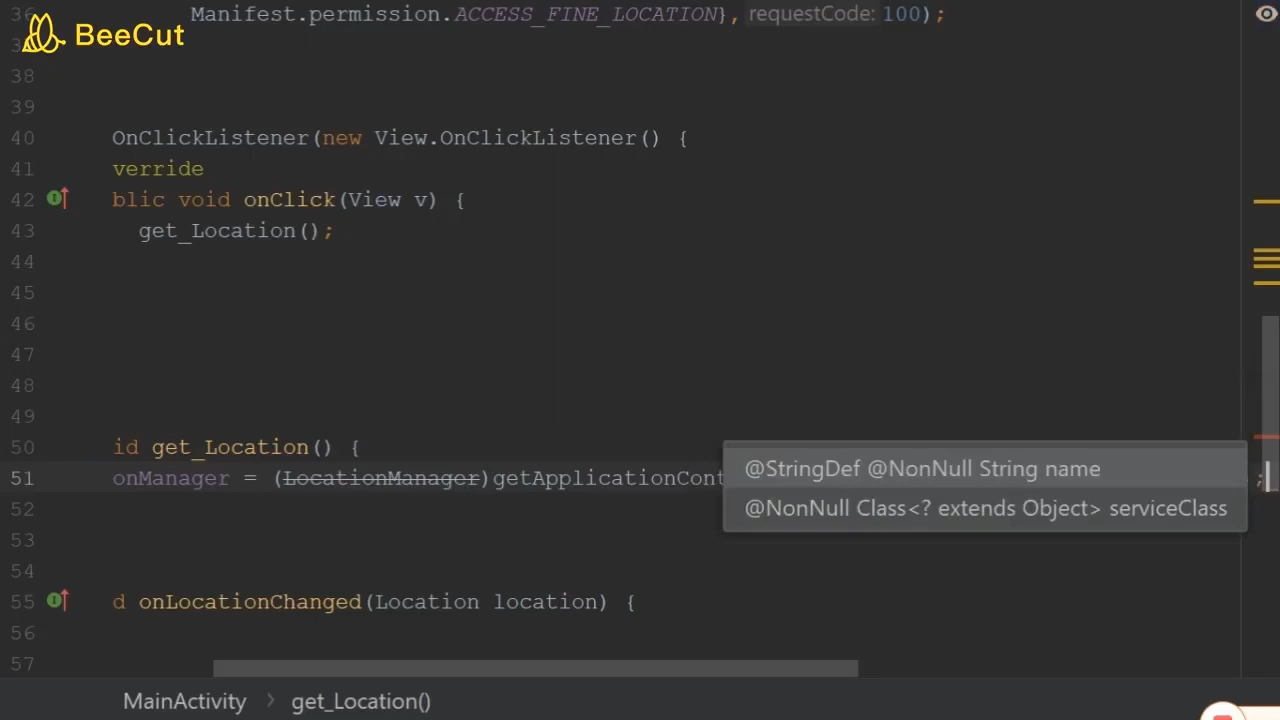 36 Manifest.permission.ACCESS_FINE_LOCATION}, requestCode: 100);
BeeCut
38
39
40 OnClickListener(new View.OnClickListener() {
41 verride
42 blic void onClick(View v) {
43 get_Location();
44
45
46
47
48
49
50 id get_Location() {
51 onManager = (LocationManager)getApplicationCont ;
@StringDef @NonNull String name
@NonNull Class<? extends Object> serviceClass
52
53
54
55 d onLocationChanged(Location location) {
56
57
MainActivity > get_Location()